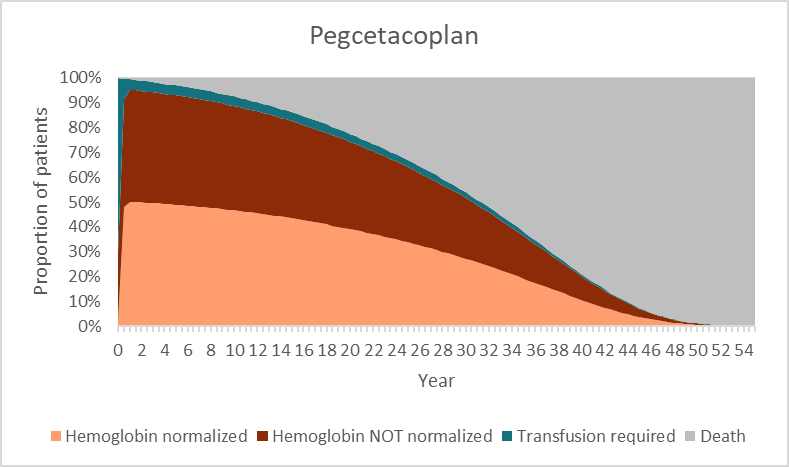 Pegcetacoplan
100%
90%
80%
70%
60%
50%
40%
30%
20%
10%
0%
Proportion of patients
0 2 4 6 8 10 12 14 16 18 20 22 24 26 28 30 32 34 36 38 40 42 44 46 48 50 52 54
Year
Hemoglobin normalized Hemoglobin NOT normalized Transfusion required Death